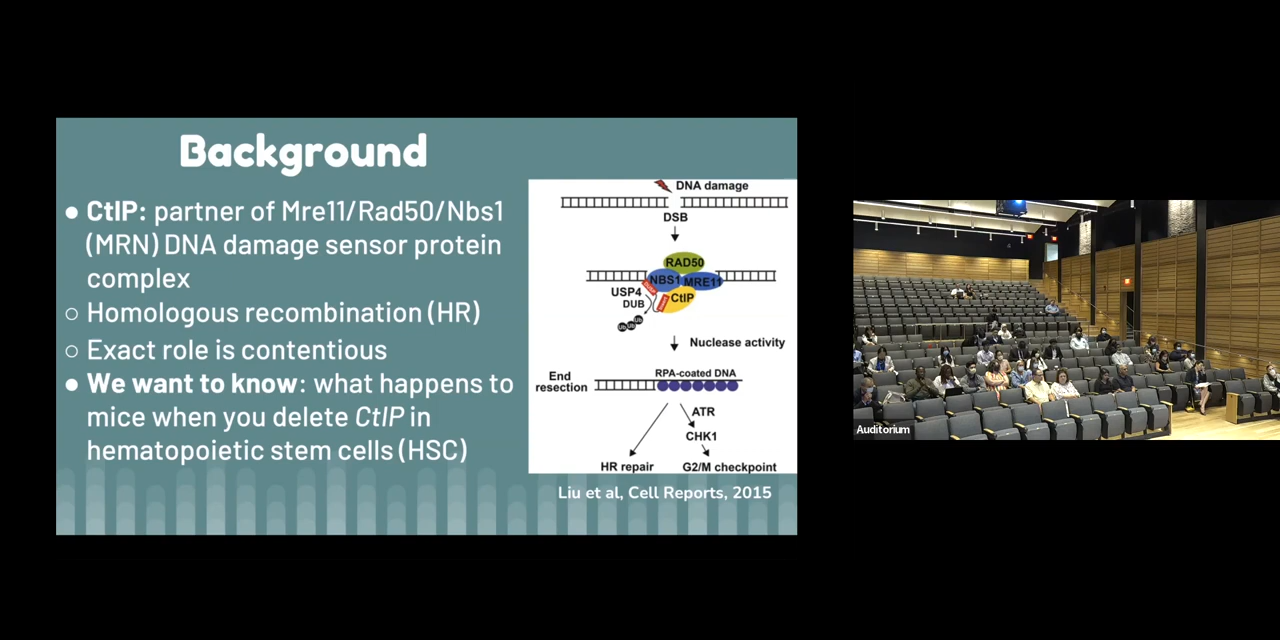 Background
● CtIP: partner of Mre11/Rad50/Nbs1
(MRN) DNA damage sensor protein
complex
○ Homologous recombination (HR)
○ Exact role is contentious
● We want to know: what happens to
mice when you delete CtIP in
hematopoietic stem cells (HSC)
DNA damage
DSB
RAD50
NBS1 MRE11
USP4
DUB
CtIP
Ub Ub Ub
Nuclease activity
End
resection
RPA-coated DNA
ATR
CHK1
HR repair
G2/M checkpoint
Liu et al, Cell Reports, 2015
Auditorium